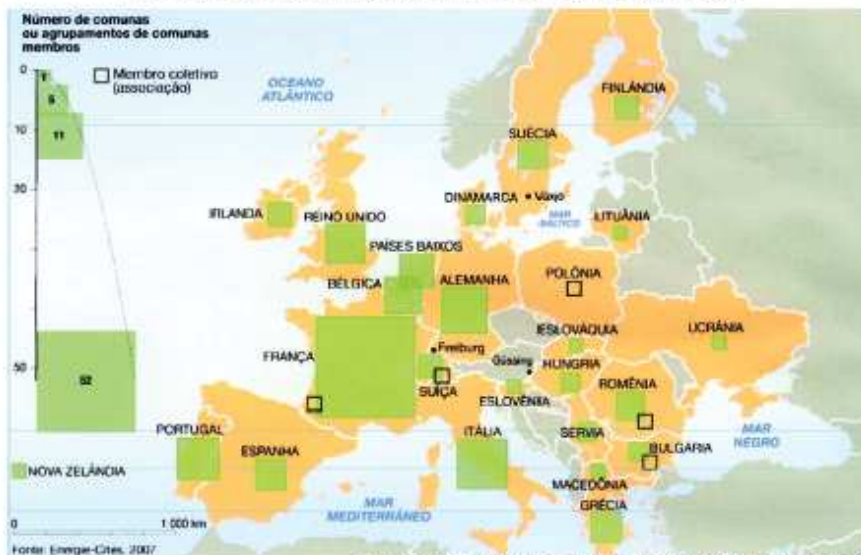 Número de comunas
ou agrupamentos de comunas
membros
0
1
5
10
11
30
50
52
Membro coletivo
(associação)
OCEANO
ATLÂNTICO
FINLÂNDIA
SUÉCIA
DINAMARCA
Växjö
MAR
BÁLTICO
LITUÂNIA
IRLANDA
REINO UNIDO
PAÍSES BAIXOS
BÉLGICA
ALEMANHA
POLÔNIA
ESLOVÁQUIA
UCRÂNIA
FRANÇA
Freiburg
Güssing
HUNGRIA
SUÍÇA
ESLOVÊNIA
ROMÊNIA
PORTUGAL
ESPANHA
ITÁLIA
SÉRVIA
BULGÁRIA
MAR
NEGRO
MACEDÔNIA
GRÉCIA
MAR
MEDITERRÂNEO
NOVA ZELÂNDIA
0 1 000 km
Fonte: Energie-Cités, 2007